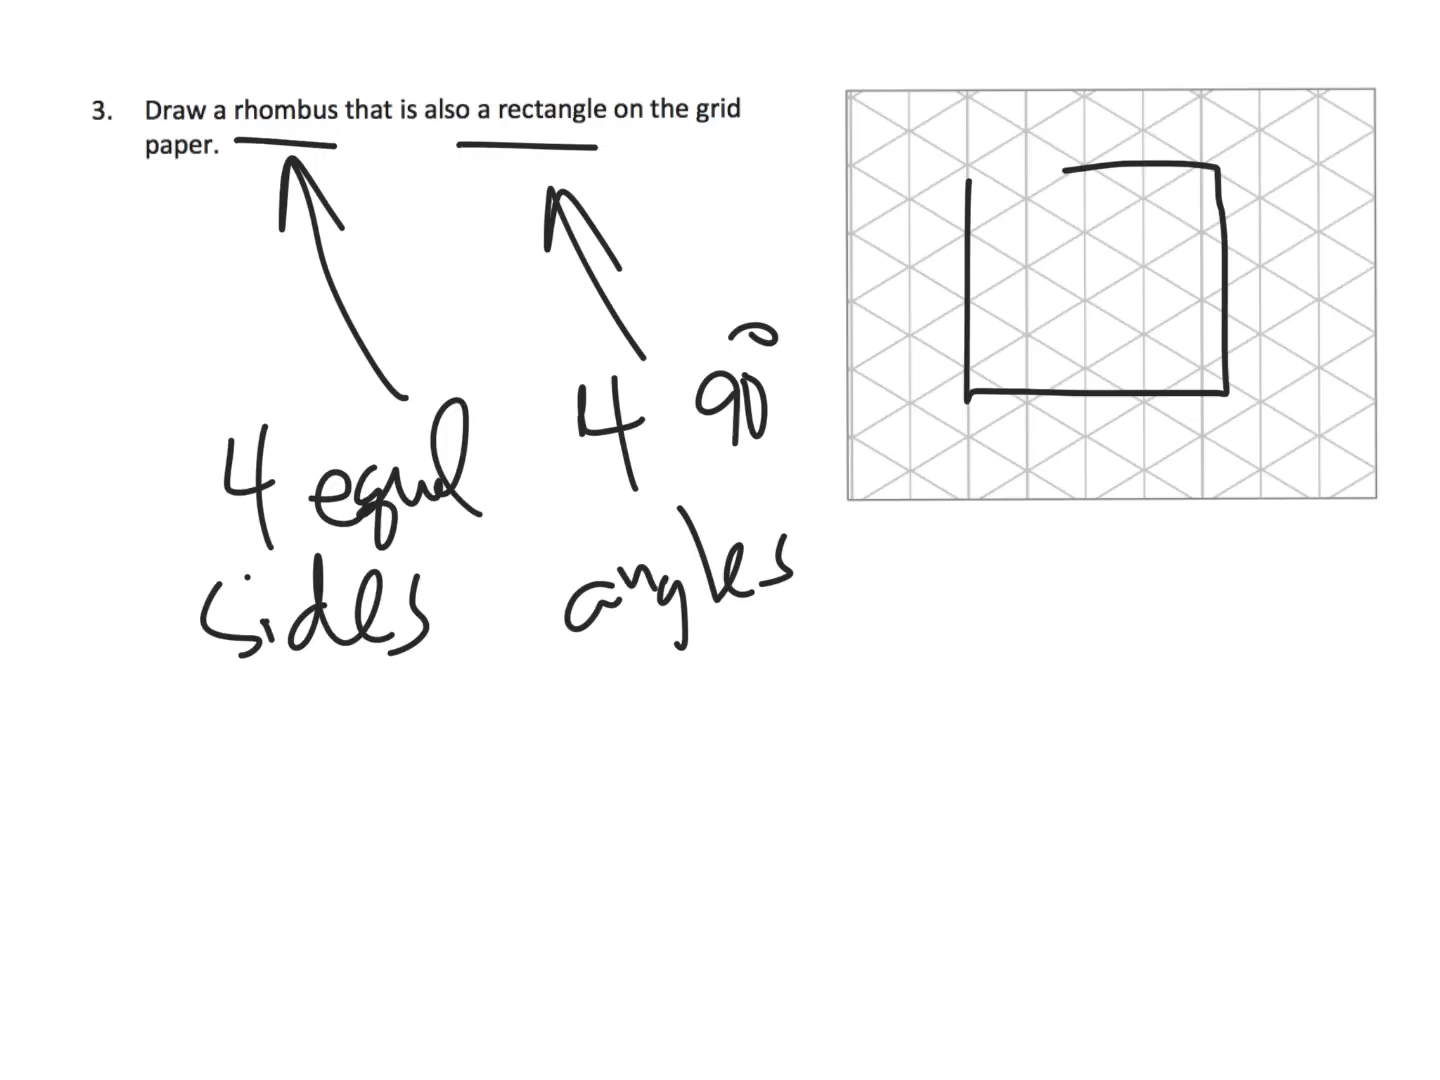 3. Draw a rhombus that is also a rectangle on the grid
paper.
4 equal
sides
4 90°
angles